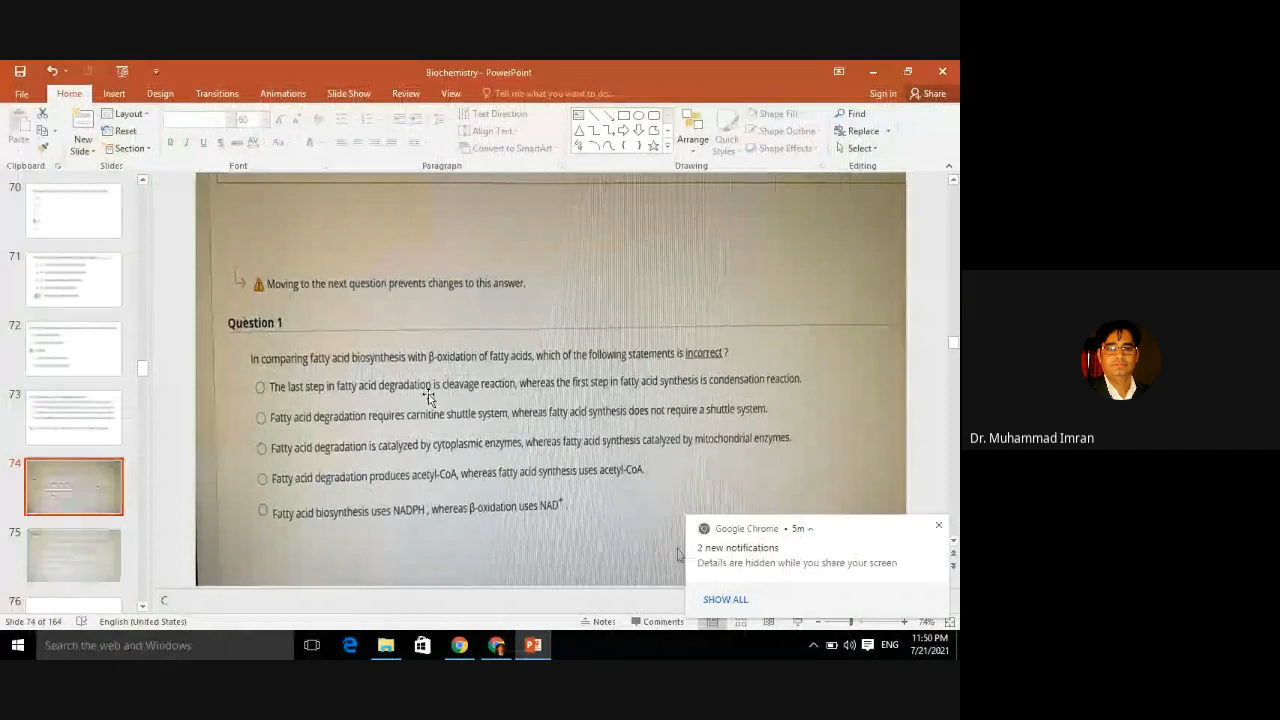 Biochemistry - PowerPoint
File Home Insert Design Transitions Animations Slide Show Review View Tell me what you want to do... Sign in Share
Paste
New
Slide
Layout
Reset
Section
60
Text Direction
Align Text
Convert to SmartArt
Arrange
Quick
Styles
Shape Fill
Shape Outline
Shape Effects
Find
Replace
Select
Clipboard Slides Font Paragraph Drawing Editing
70
71
72
73
74
75
76
Moving to the next question prevents changes to this answer.
Question 1
In comparing fatty acid biosynthesis with β-oxidation of fatty acids, which of the following statements is incorrect ?
The last step in fatty acid degradation is cleavage reaction, whereas the first step in fatty acid synthesis is condensation reaction.
Fatty acid degradation requires carnitine shuttle system, whereas fatty acid synthesis does not require a shuttle system.
Fatty acid degradation is catalyzed by cytoplasmic enzymes, whereas fatty acid synthesis catalyzed by mitochondrial enzymes.
Fatty acid degradation produces acetyl-CoA, whereas fatty acid synthesis uses acetyl-CoA.
Fatty acid biosynthesis uses NADPH , whereas β-oxidation uses NAD+ .
Google Chrome • 5m
2 new notifications
Details are hidden while you share your screen
SHOW ALL
C
Slide 74 of 164 English (United States) Notes Comments 74%
Search the web and Windows
ENG
11:50 PM
7/21/2021
Dr. Muhammad Imran